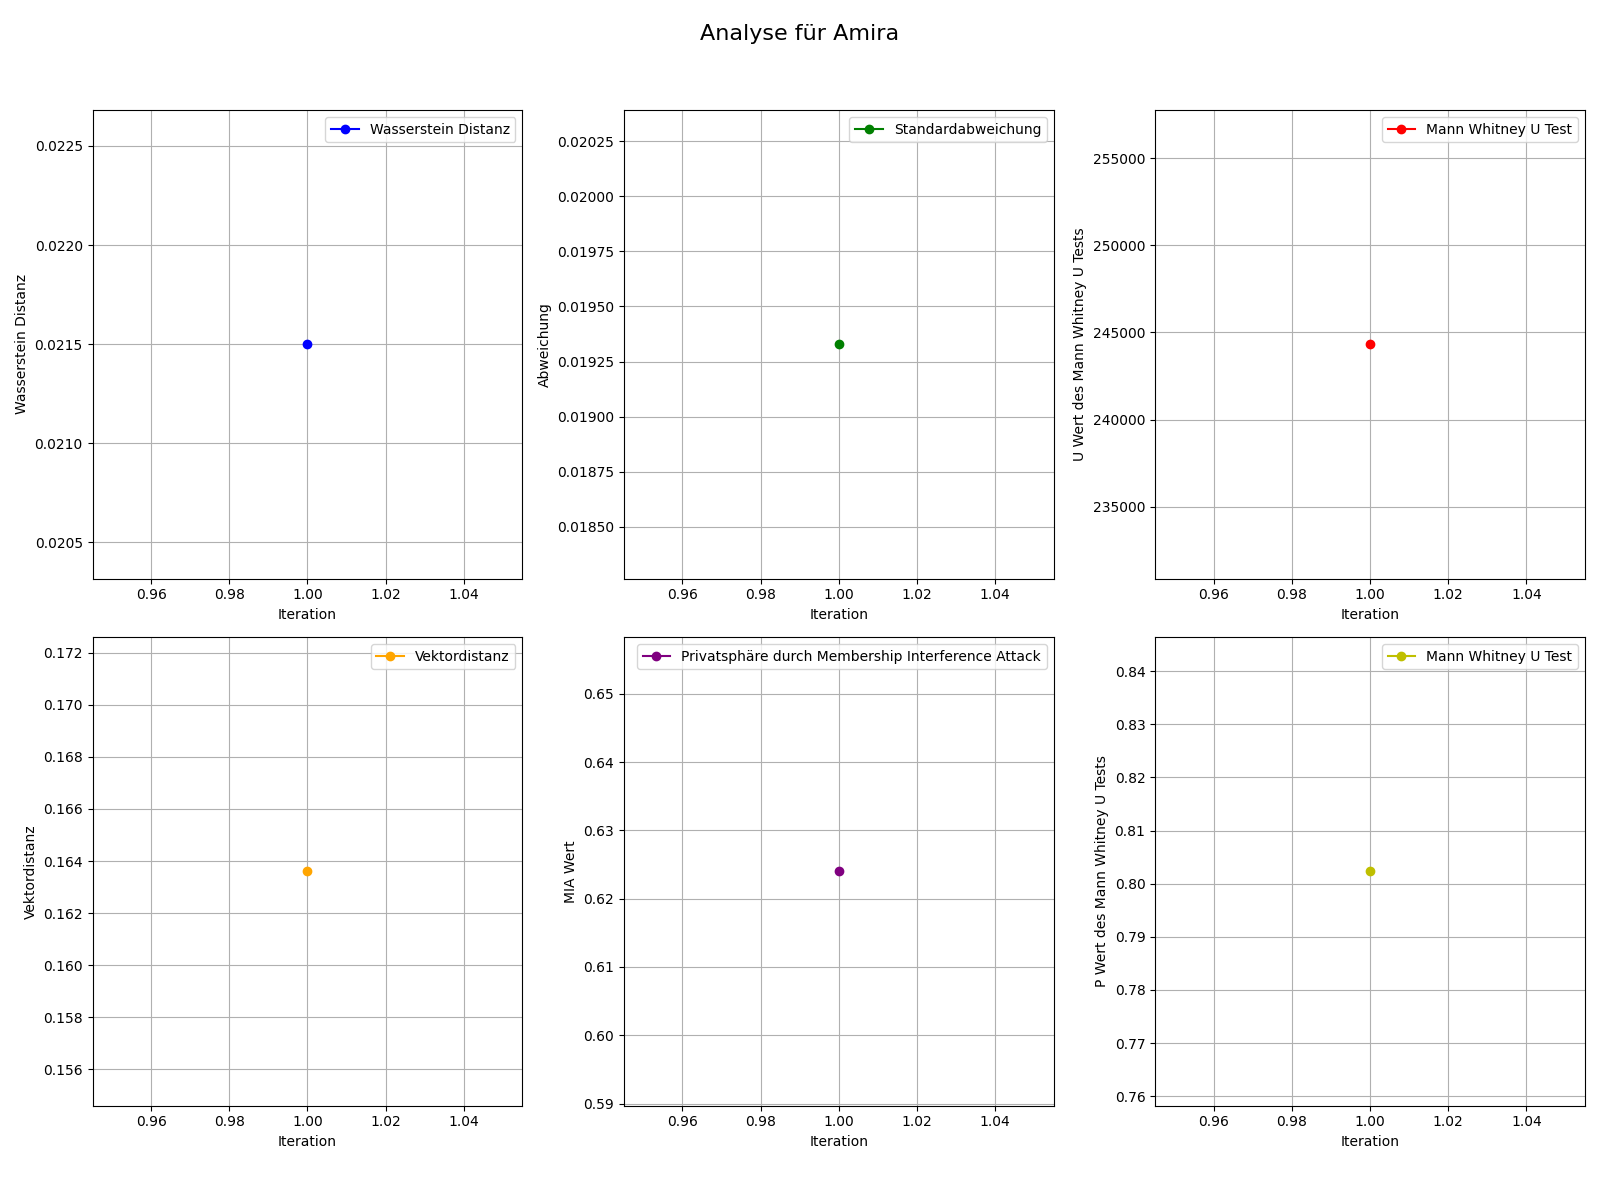 Analyse für Amira
Wasserstein Distanz
Wasserstein Distanz
0.0225
0.0220
0.0215
0.0210
0.0205
0.96 0.98 1.00 1.02 1.04
Iteration
Standardabweichung
Abweichung
0.02025
0.02000
0.01975
0.01950
0.01925
0.01900
0.01875
0.01850
0.96 0.98 1.00 1.02 1.04
Iteration
Mann Whitney U Test
U Wert des Mann Whitney U Tests
255000
250000
245000
240000
235000
0.96 0.98 1.00 1.02 1.04
Iteration
Vektordistanz
Vektordistanz
0.172
0.170
0.168
0.166
0.164
0.162
0.160
0.158
0.156
0.96 0.98 1.00 1.02 1.04
Iteration
Privatsphäre durch Membership Interference Attack
MIA Wert
0.65
0.64
0.63
0.62
0.61
0.60
0.59
0.96 0.98 1.00 1.02 1.04
Iteration
Mann Whitney U Test
P Wert des Mann Whitney U Tests
0.84
0.83
0.82
0.81
0.80
0.79
0.78
0.77
0.76
0.96 0.98 1.00 1.02 1.04
Iteration